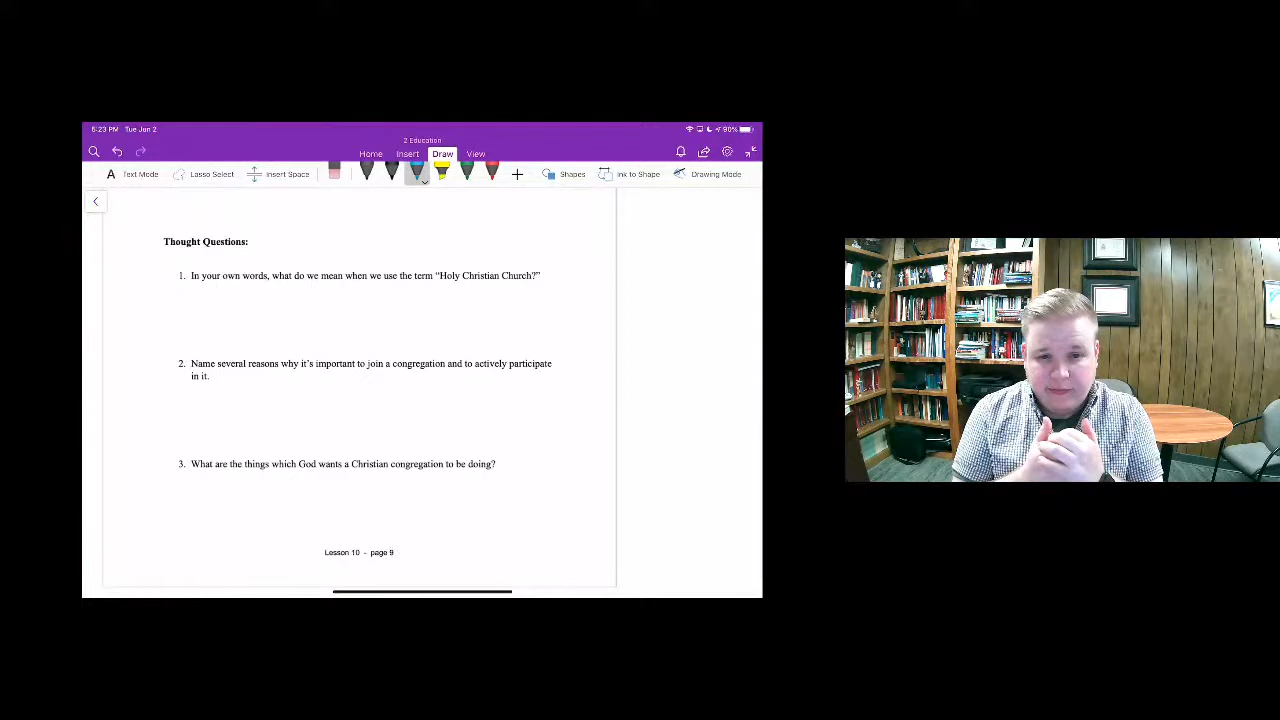 5:23 PM Tue Jun 2 90%
2 Education
Home Insert Draw View
A Text Mode Lasso Select Insert Space Shapes Ink to Shape Drawing Mode
Thought Questions:
1. In your own words, what do we mean when we use the term “Holy Christian Church?”
2. Name several reasons why it’s important to join a congregation and to actively participate
in it.
3. What are the things which God wants a Christian congregation to be doing?
Lesson 10 - page 9